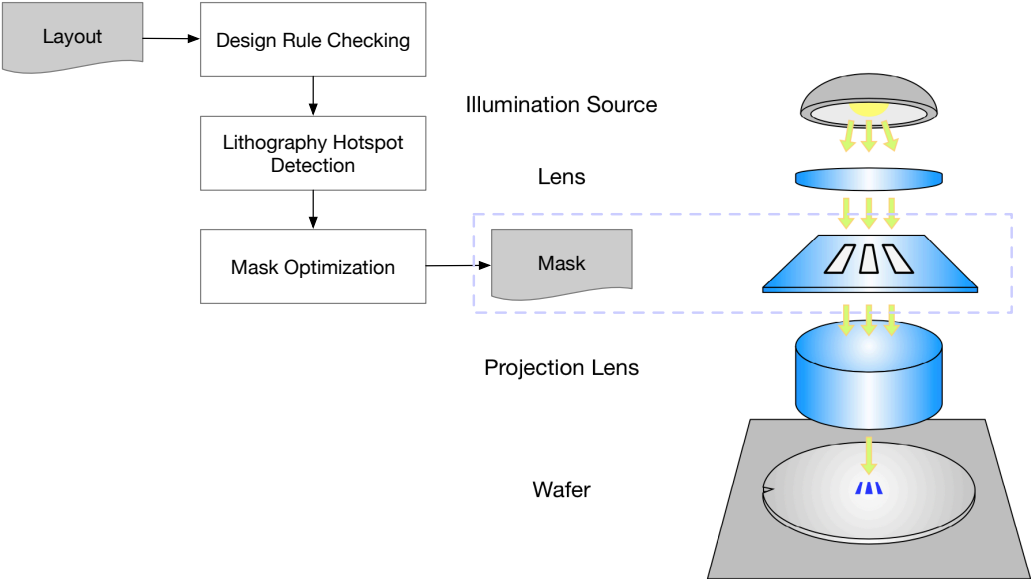 Layout
Design Rule Checking
Illumination Source
Lithography Hotspot
Detection
Lens
Mask Optimization
Mask
Projection Lens
Wafer